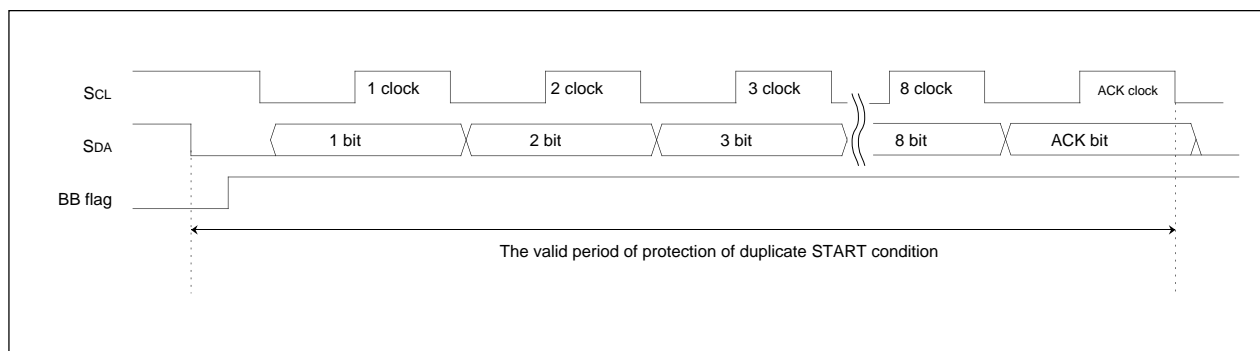 SCL 1 clock 2 clock 3 clock 8 clock ACK clock
SDA 1 bit 2 bit 3 bit 8 bit ACK bit
BB flag
The valid period of protection of duplicate START condition